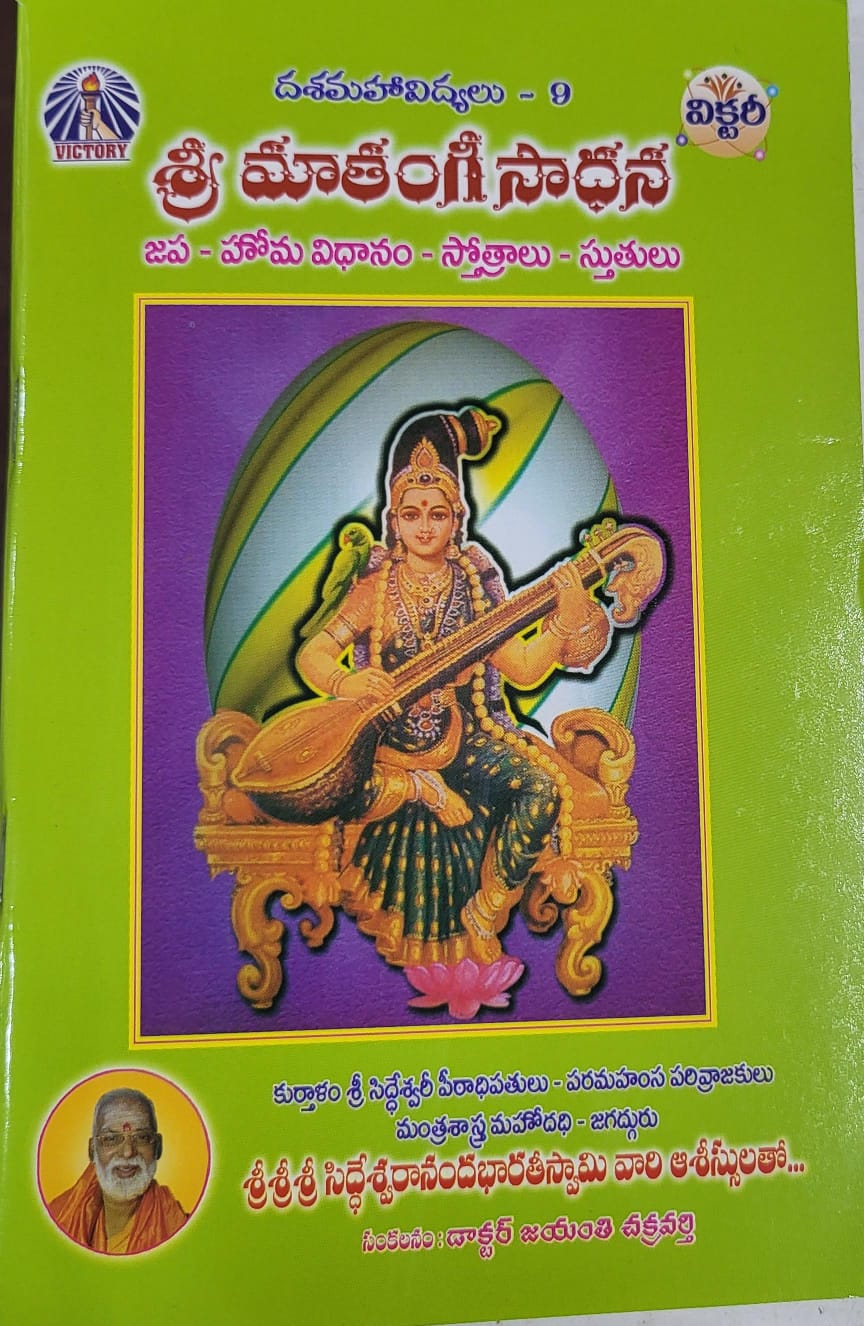 దశమహావిద్యలు - 9
VICTORY
విక్టరీ
శ్రీ మాతంగీ సాధన
జప - హోమ విధానం - స్తోత్రాలు - స్తుతులు
కుర్తాళం శ్రీ సిద్ధేశ్వరీ పీఠాధిపతులు - పరమహంస పరివ్రాజకులు
మంత్రశాస్త్ర మహోదధి - జగద్గురు
శ్రీశ్రీశ్రీ సిద్ధేశ్వరానందభారతీస్వామి వారి ఆశీస్సులతో...
సంకలనం : డాక్టర్ జయంతి చక్రవర్తి